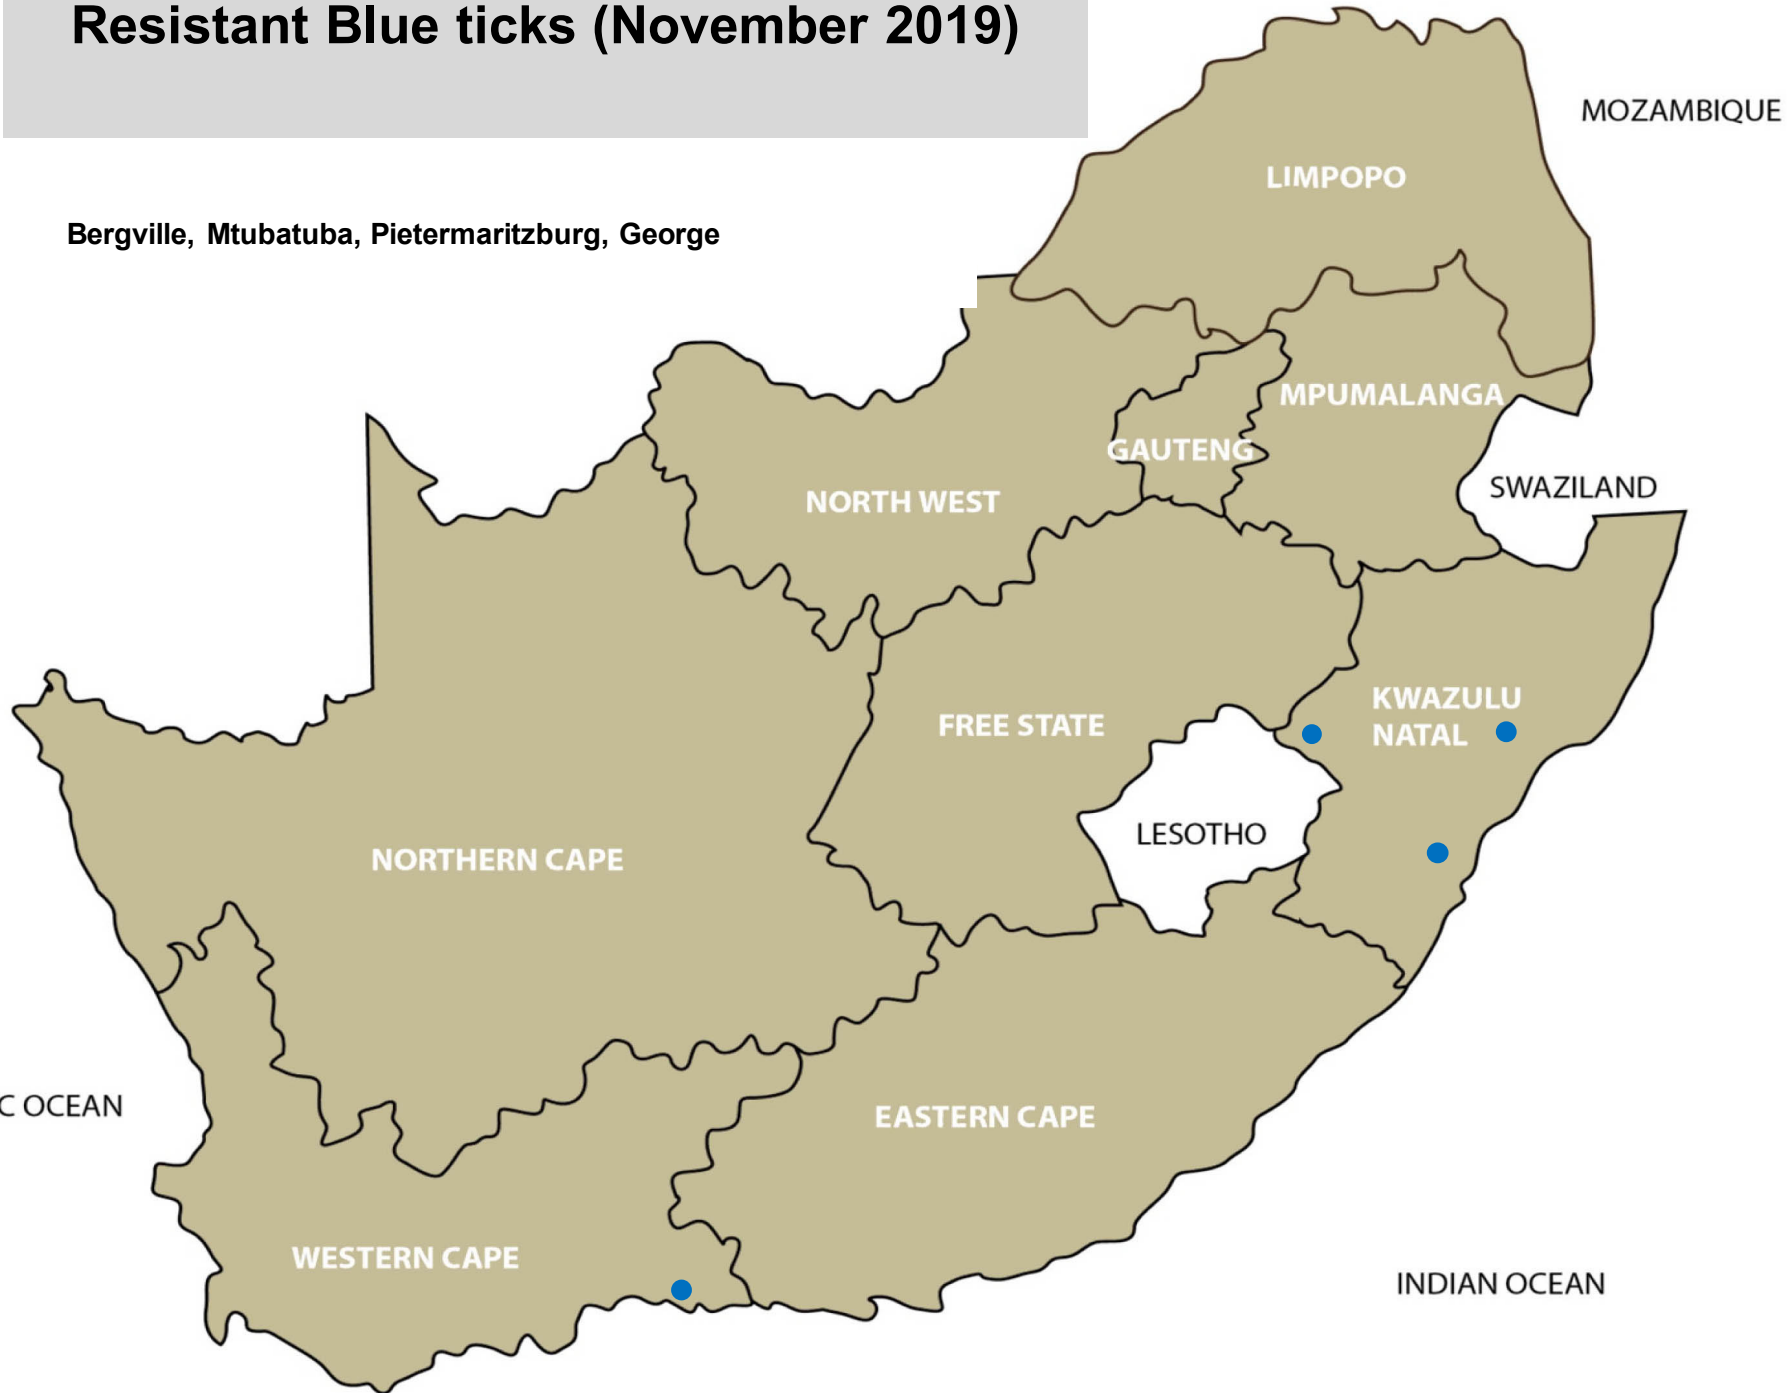 Resistant Blue ticks (November 2019)
MOZAMBIQUE
LIMPOPO
Bergville, Mtubatuba, Pietermaritzburg, George
MPUMALANGA
GAUTENG
SWAZILAND
NORTH WEST
KWAZULU
NATAL
FREE STATE
LESOTHO
NORTHERN CAPE
C OCEAN
EASTERN CAPE
WESTERN CAPE
INDIAN OCEAN